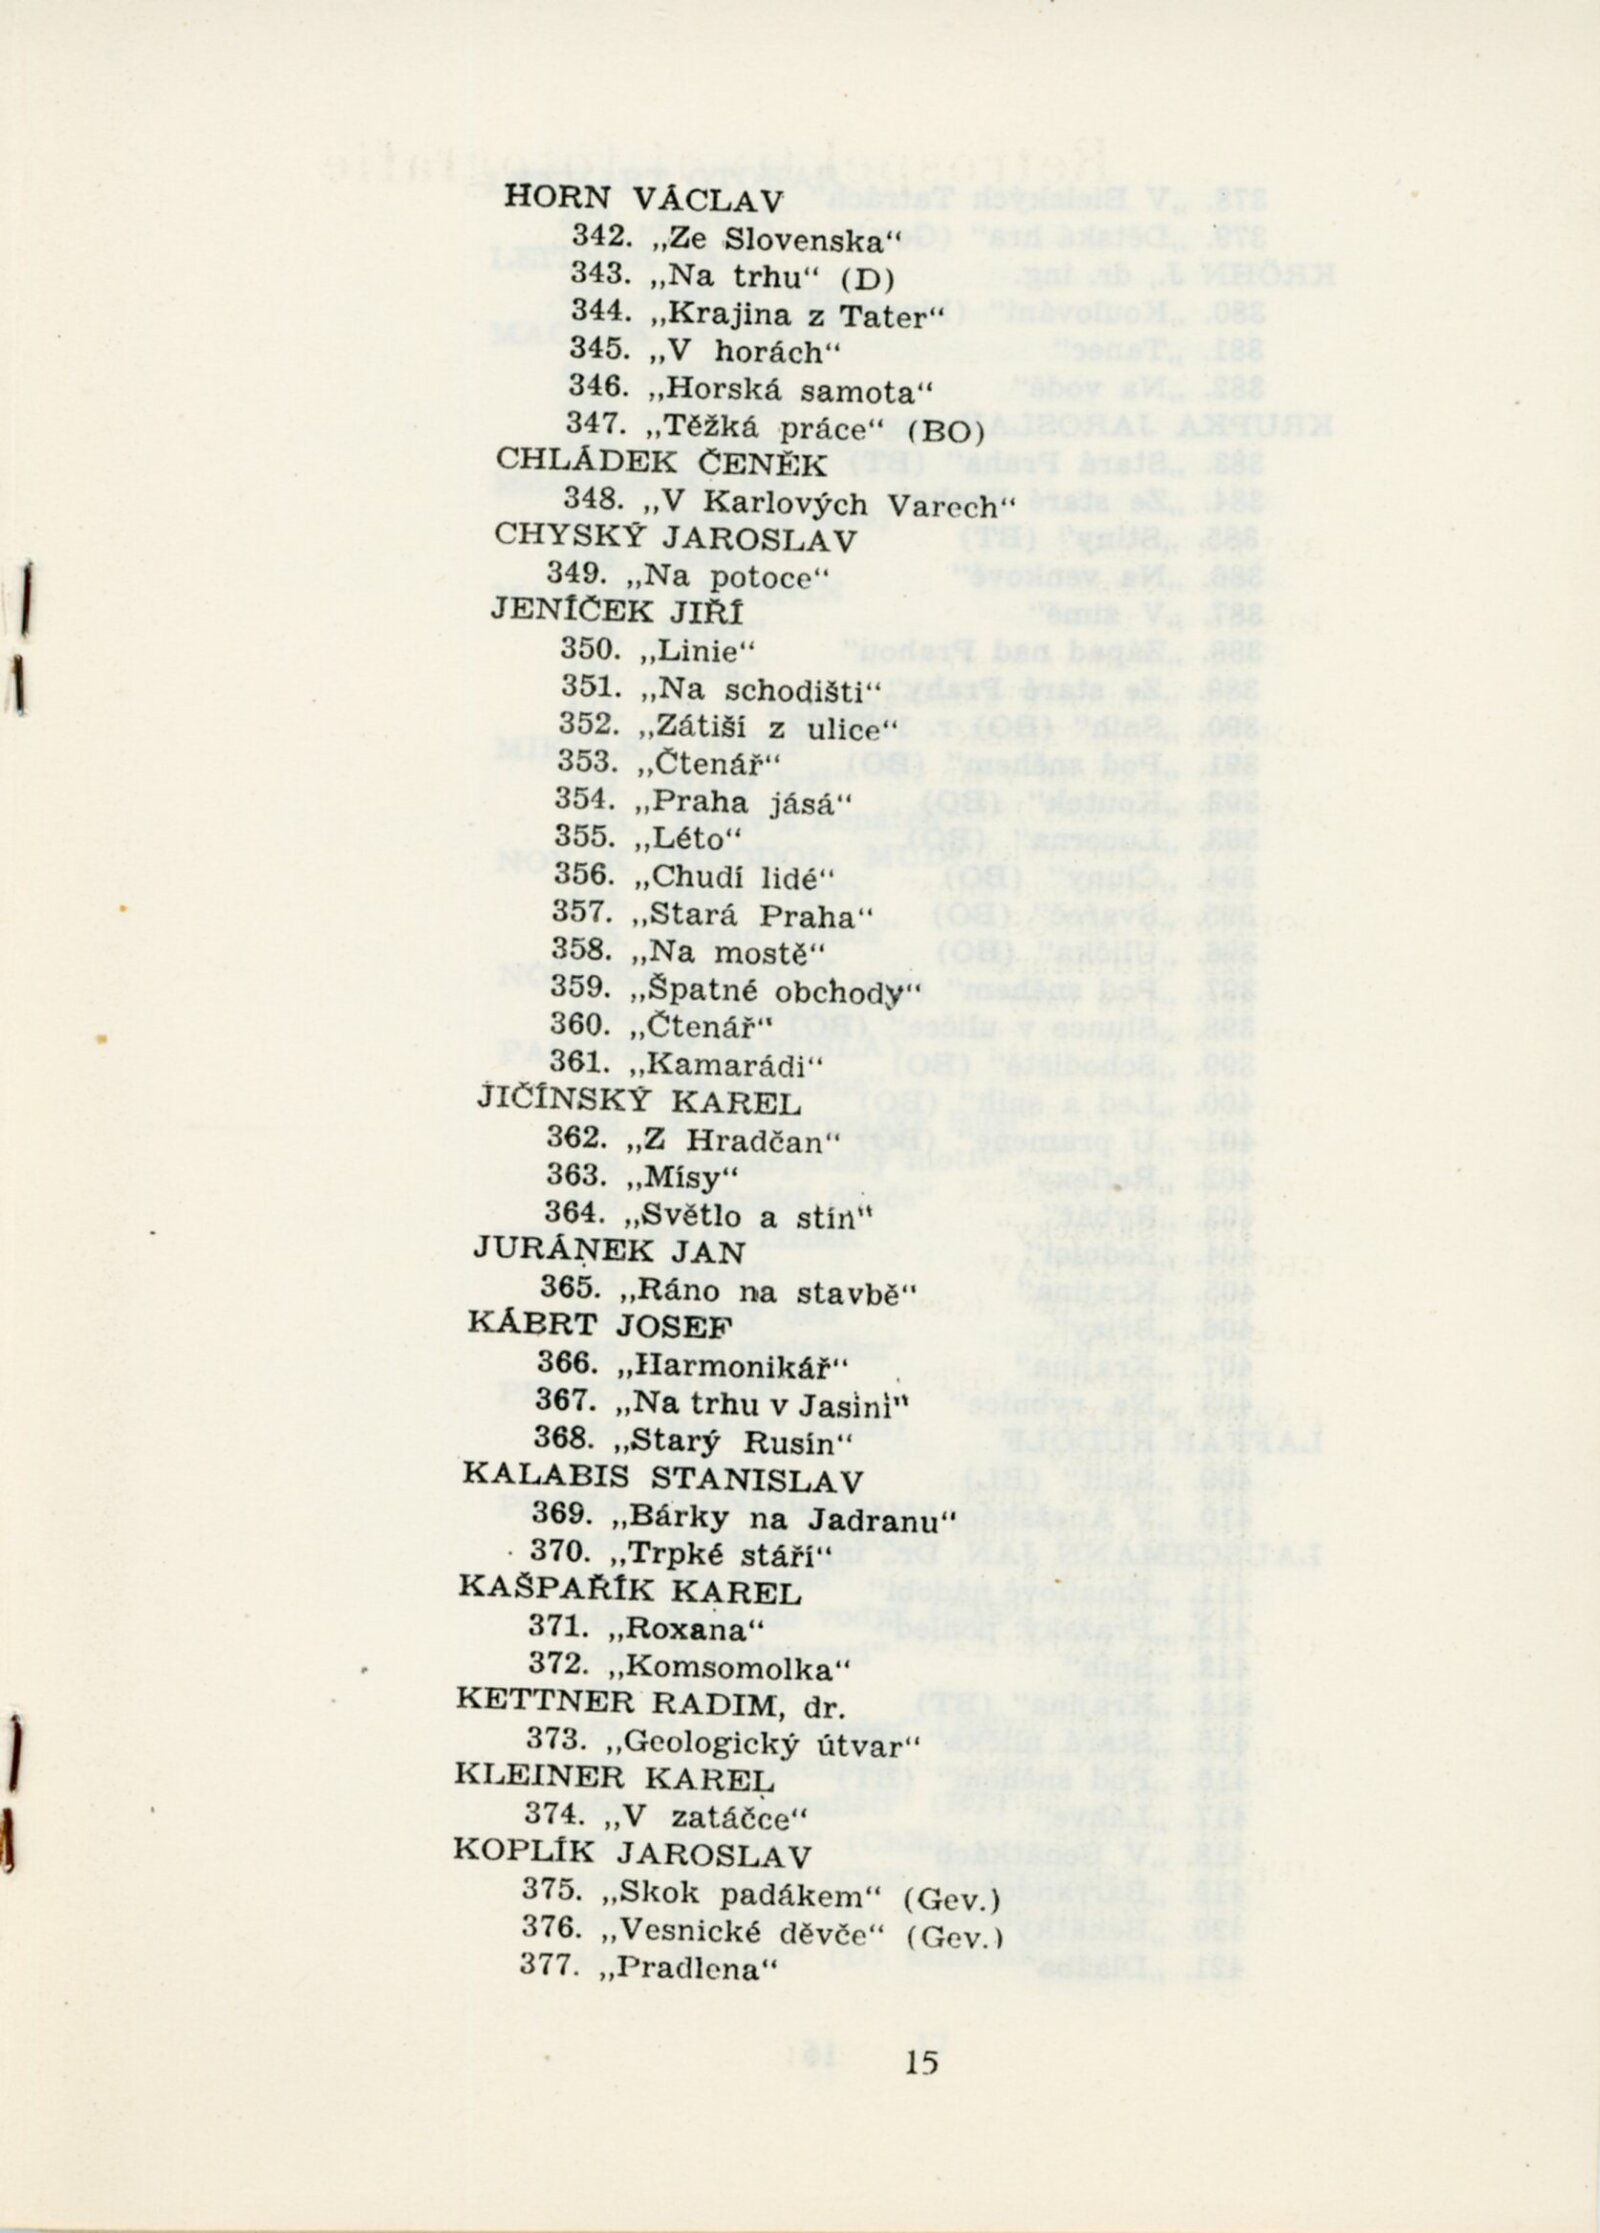 HORN VÁCLAV
342. „Ze Slovenska“
343. „Na trhu“ (D)
344. „Krajina z Tater“
345. „V horách“
346. „Horská samota“
347. „Těžká práce“ (BO)
CHLÁDEK ČENĚK
348. „V Karlových Varech“
CHYSKÝ JAROSLAV
349. „Na potoce“
JENÍČEK JIŘÍ
350. „Linie“
351. „Na schodišti“
352. „Zátiší z ulice“
353. „Čtenář“
354. „Praha jásá“
355. „Léto“
356. „Chudí lidé“
357. „Stará Praha“
358. „Na mostě“
359. „Špatné obchody“
360. „Čtenář“
361. „Kamarádi“
JIČÍNSKÝ KAREL
362. „Z Hradčan“
363. „Mísy“
364. „Světlo a stín“
JURÁNEK JAN
365. „Ráno na stavbě“
KÁBRT JOSEF
366. „Harmonikář“
367. „Na trhu v Jasini“
368. „Starý Rusín“
KALABIS STANISLAV
369. „Bárky na Jadranu“
370. „Trpké stáří“
KAŠPAŘÍK KAREL
371. „Roxana“
372. „Komsomolka“
KETTNER RADIM, dr.
373. „Geologický útvar“
KLEINER KAREL
374. „V zatáčce“
KOPLÍK JAROSLAV
375. „Skok padákem“ (Gev.)
376. „Vesnické děvče“ (Gev.)
377. „Pradlena“
15